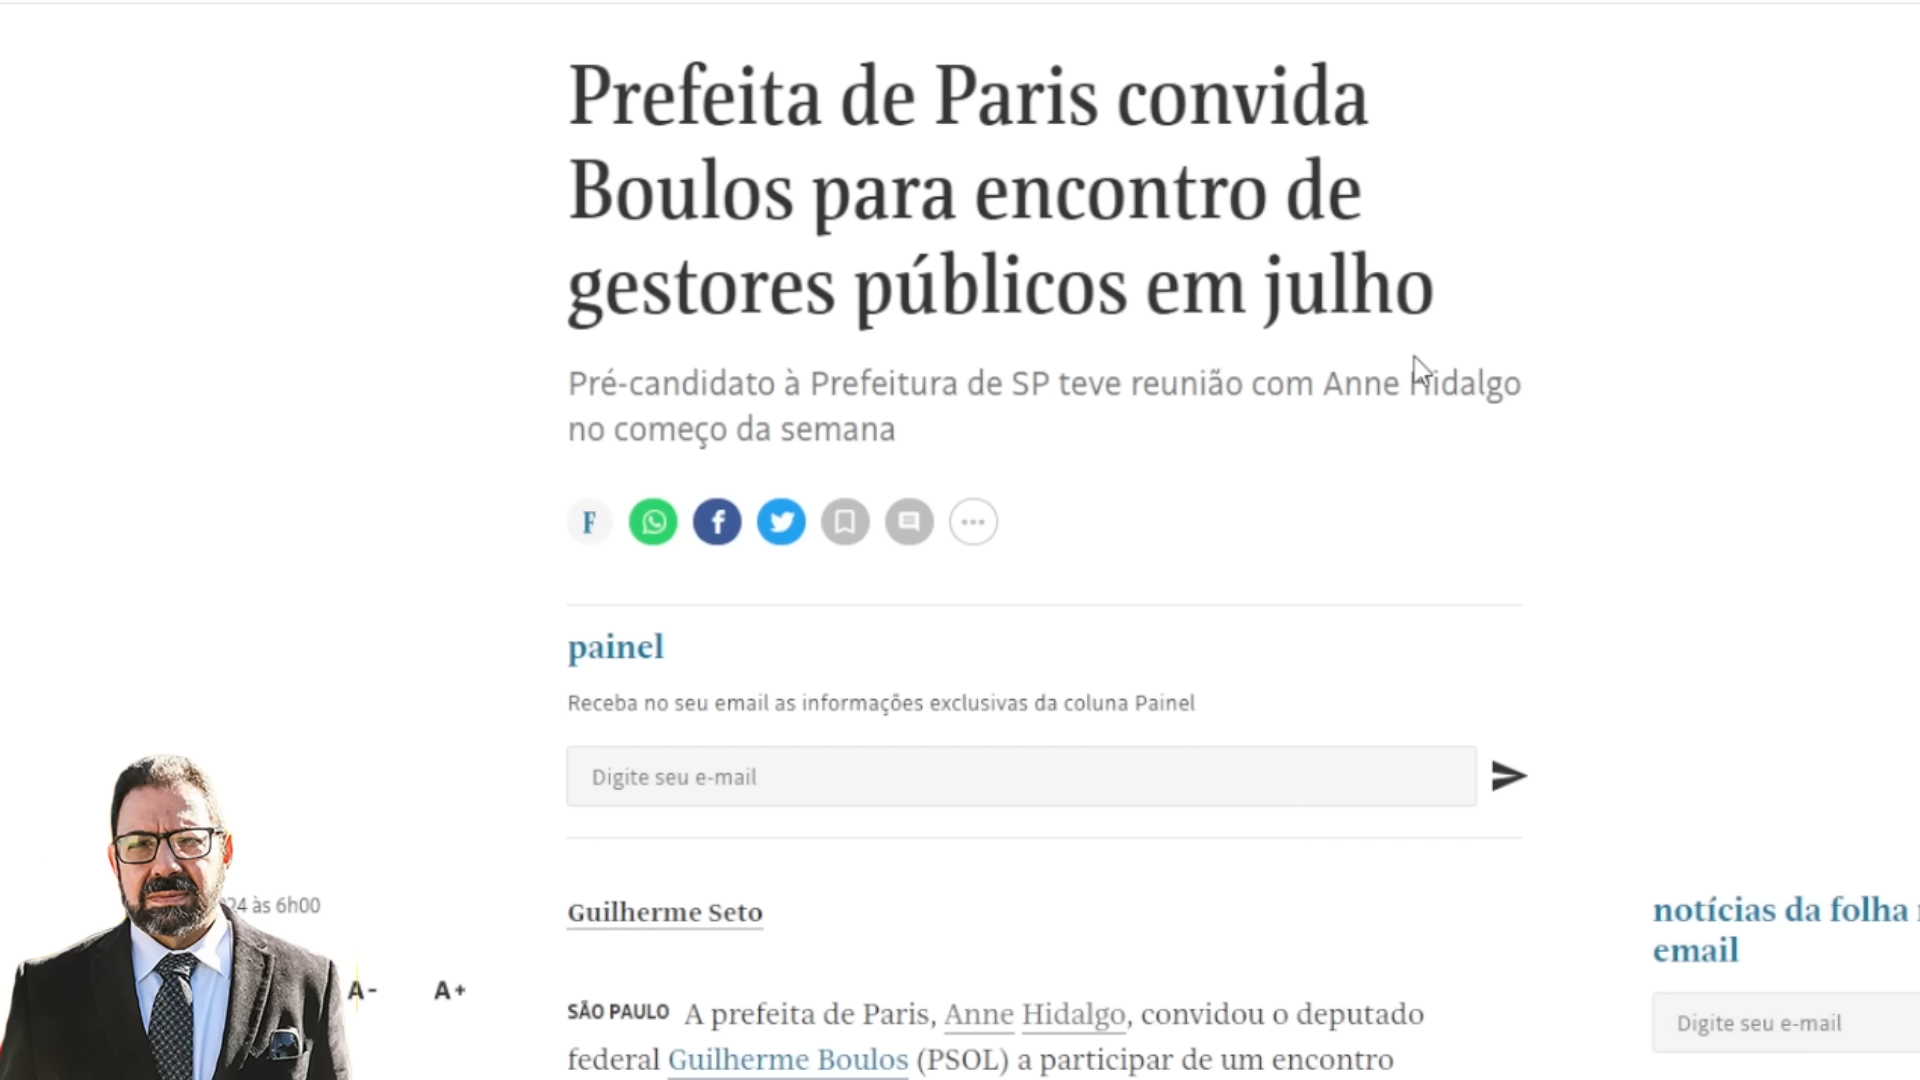 Prefeita de Paris convida
Boulos para encontro de
gestores públicos em julho
Pré-candidato à Prefeitura de SP teve reunião com Anne Hidalgo
no começo da semana
F
painel
Receba no seu email as informações exclusivas da coluna Painel
Digite seu e-mail
24 às 6h00
A- A+
Guilherme Seto
SÃO PAULO A prefeita de Paris, Anne Hidalgo, convidou o deputado
federal Guilherme Boulos (PSOL) a participar de um encontro
notícias da folha
email
Digite seu e-mail